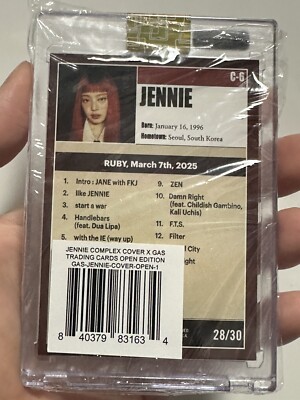 C-G
JENNIE
Born: January 16, 1996
Hometown: Seoul, South Korea
RUBY, March 7th, 2025
1. Intro : JANE with FKJ
2. like JENNIE
3. start a war
4. Handlebars
(feat. Dua Lipa)
5. with the IE (way up)
9. ZEN
10. Damn Right
(feat. Childish Gambino,
Kali Uchis)
11. F.T.S.
12. Filter
City
JENNIE COMPLEX COVER X GAS
TRADING CARDS OPEN EDITION
GAS-JENNIE-COVER-OPEN-1
8 40379 83163 4
28/30